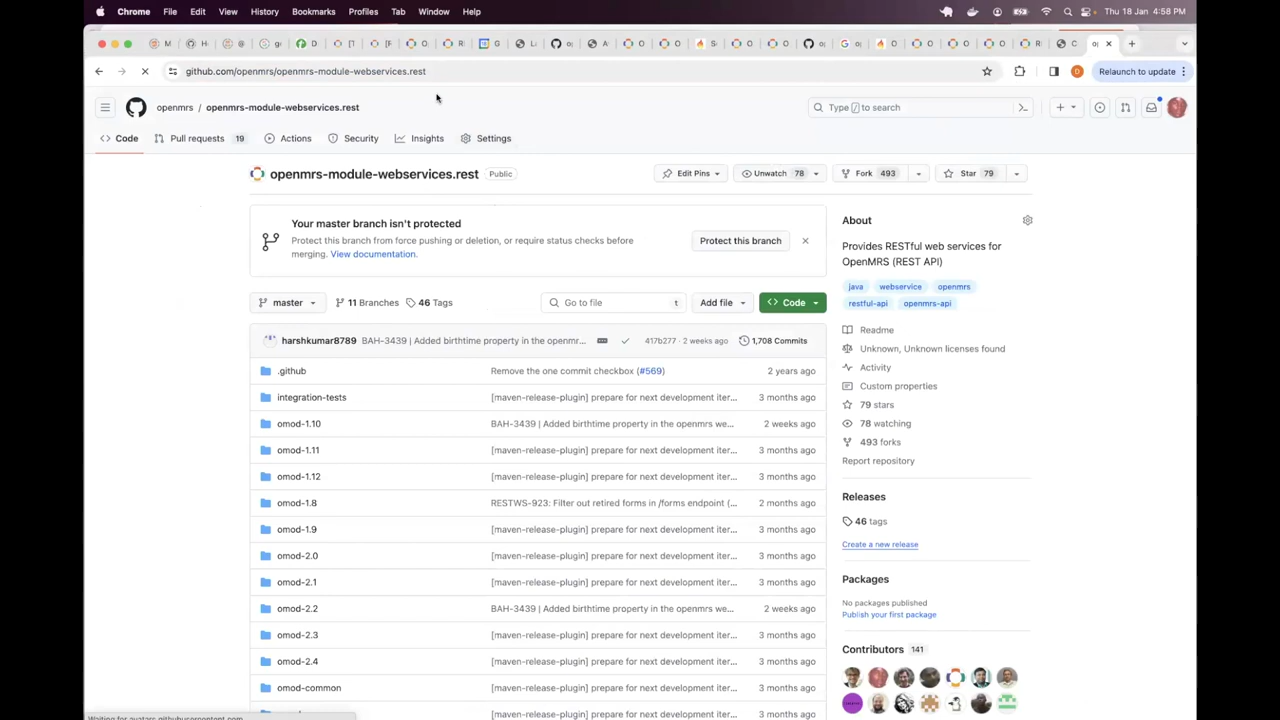 Chrome File Edit View History Bookmarks Profiles Tab Window Help Thu 18 Jan 4:58 PM
github.com/openmrs/openmrs-module-webservices.rest D Relaunch to update
openmrs / openmrs-module-webservices.rest Type / to search
Code Pull requests 19 Actions Security Insights Settings
openmrs-module-webservices.rest Public Edit Pins Unwatch 78 Fork 493 Star 79
Your master branch isn't protected
Protect this branch from force pushing or deletion, or require status checks before
merging. View documentation.
Protect this branch
master 11 Branches 46 Tags Go to file t Add file Code
harshkumar8789 BAH-3439 | Added birthtime property in the openmr... 417b277 · 2 weeks ago 1,708 Commits
.github Remove the one commit checkbox (#569) 2 years ago
integration-tests [maven-release-plugin] prepare for next development iter... 3 months ago
omod-1.10 BAH-3439 | Added birthtime property in the openmrs we... 2 weeks ago
omod-1.11 [maven-release-plugin] prepare for next development iter... 3 months ago
omod-1.12 [maven-release-plugin] prepare for next development iter... 3 months ago
omod-1.8 RESTWS-923: Filter out retired forms in /forms endpoint (... 2 months ago
omod-1.9 [maven-release-plugin] prepare for next development iter... 3 months ago
omod-2.0 [maven-release-plugin] prepare for next development iter... 3 months ago
omod-2.1 [maven-release-plugin] prepare for next development iter... 3 months ago
omod-2.2 BAH-3439 | Added birthtime property in the openmrs we... 2 weeks ago
omod-2.3 [maven-release-plugin] prepare for next development iter... 3 months ago
omod-2.4 [maven-release-plugin] prepare for next development iter... 3 months ago
omod-common [maven-release-plugin] prepare for next development iter... 3 months ago
[maven-release-plugin] prepare for next development iter... 3 months ago
About
Provides RESTful web services for
OpenMRS (REST API)
java webservice openmrs
restful-api openmrs-api
Readme
Unknown, Unknown licenses found
Activity
Custom properties
79 stars
78 watching
493 forks
Report repository
Releases
46 tags
Create a new release
Packages
No packages published
Publish your first package
Contributors 141